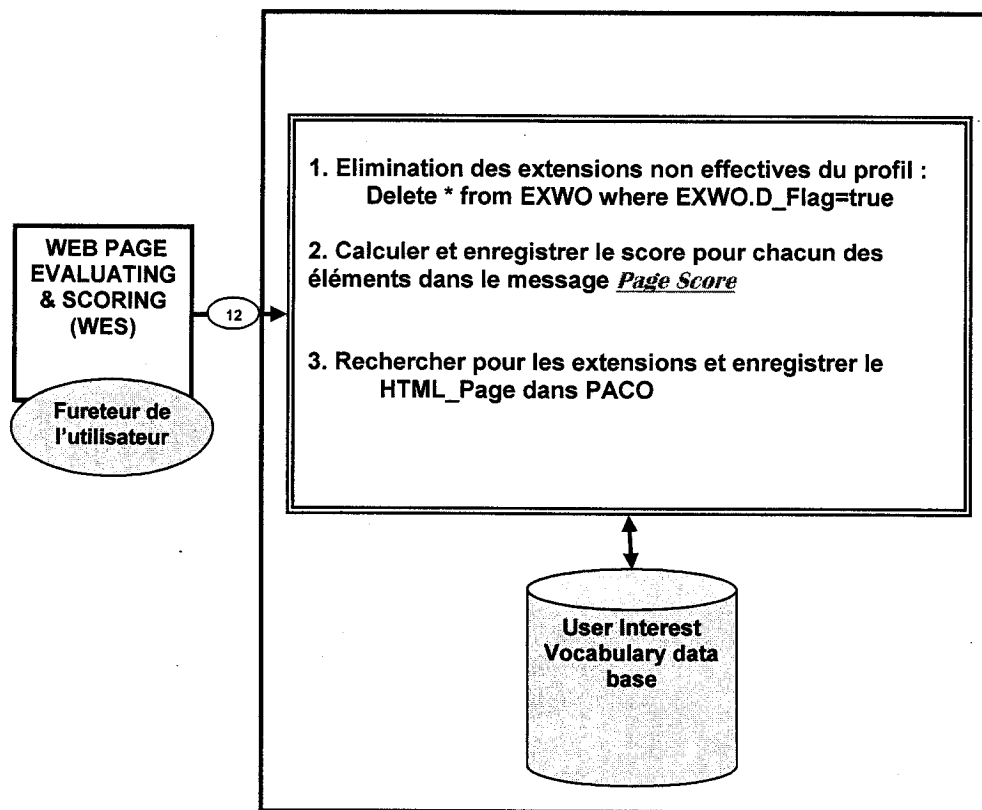 1. Elimination des extensions non effectives du profil :
Delete * from EXWO where EXWO.D_Flag=true
2. Calculer et enregistrer le score pour chacun des
éléments dans le message Page Score
3. Rechercher pour les extensions et enregistrer le
HTML_Page dans PACO
WEB PAGE
EVALUATING
& SCORING
(WES)
12
Fureteur de
l'utilisateur
User Interest
Vocabulary data
base